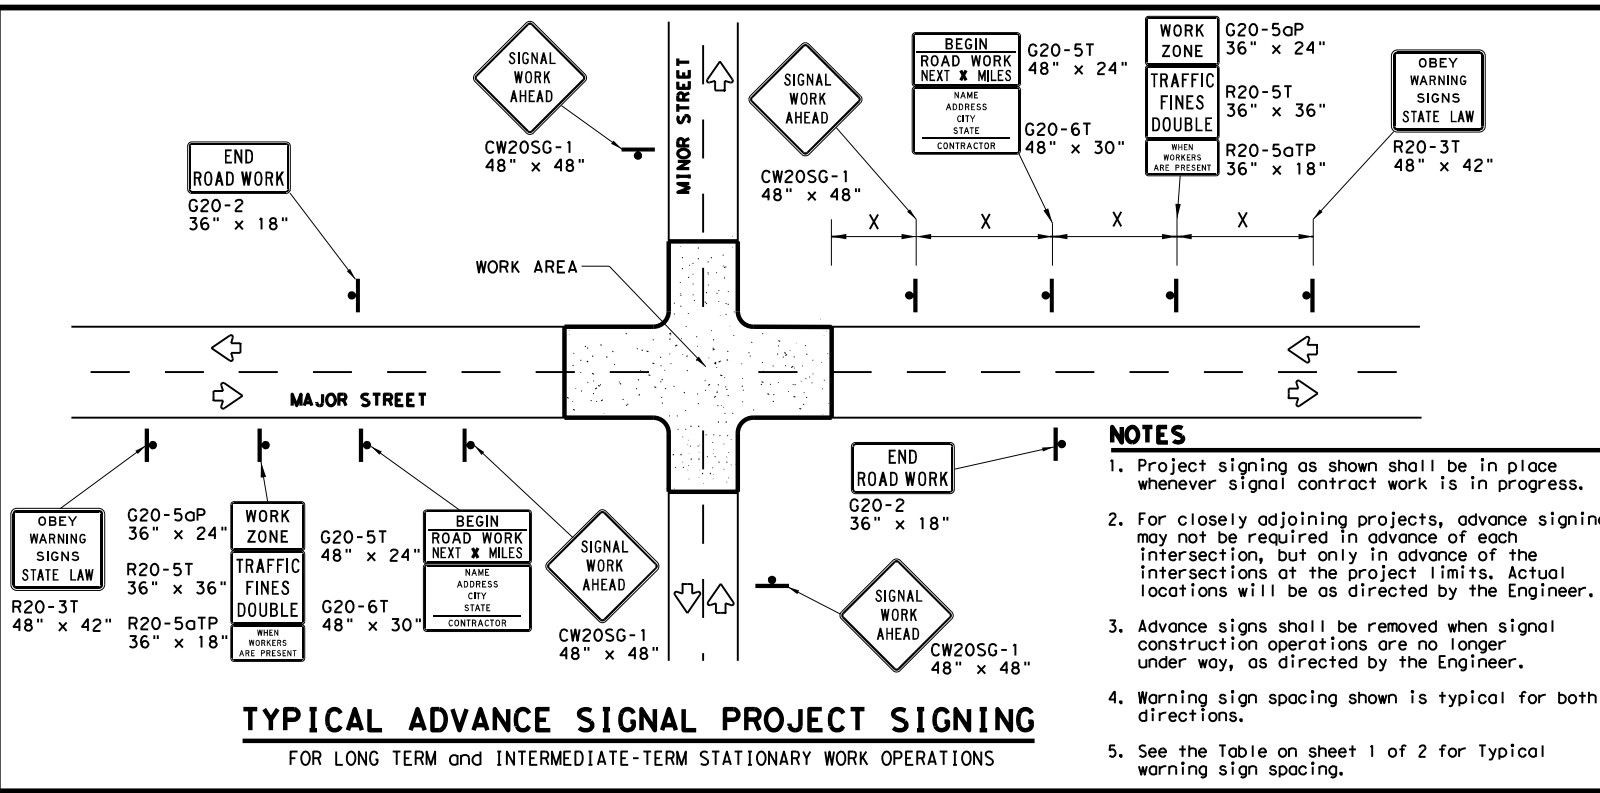 SIGNAL
WORK
AHEAD
CW20SG-1
48" x 48"
END
ROAD WORK
G20-2
36" x 18"
MINOR STREET
SIGNAL
WORK
AHEAD
CW20SG-1
48" x 48"
BEGIN
ROAD WORK
NEXT X MILES
NAME
ADDRESS
CITY
STATE
CONTRACTOR
G20-5T
48" x 24"
G20-6T
48" x 30"
WORK
ZONE
TRAFFIC
FINES
DOUBLE
WHEN
WORKERS
ARE PRESENT
G20-5aP
36" x 24"
R20-5T
36" x 36"
R20-5aTP
36" x 18"
OBEY
WARNING
SIGNS
STATE LAW
R20-3T
48" x 42"
X
X
X
X
WORK AREA
MAJOR STREET
OBEY
WARNING
SIGNS
STATE LAW
R20-3T
48" x 42"
G20-5aP
36" x 24"
R20-5T
36" x 36"
R20-5aTP
36" x 18"
WORK
ZONE
TRAFFIC
FINES
DOUBLE
WHEN
WORKERS
ARE PRESENT
G20-5T
48" x 24"
G20-6T
48" x 30"
BEGIN
ROAD WORK
NEXT X MILES
NAME
ADDRESS
CITY
STATE
CONTRACTOR
SIGNAL
WORK
AHEAD
CW20SG-1
48" x 48"
END
ROAD WORK
G20-2
36" x 18"
SIGNAL
WORK
AHEAD
CW20SG-1
48" x 48"
TYPICAL ADVANCE SIGNAL PROJECT SIGNING
FOR LONG TERM and INTERMEDIATE-TERM STATIONARY WORK OPERATIONS
NOTES
1. Project signing as shown shall be in place
whenever signal contract work is in progress.
2. For closely adjoining projects, advance signing
may not be required in advance of each
intersection, but only in advance of the
intersections at the project limits. Actual
locations will be as directed by the Engineer.
3. Advance signs shall be removed when signal
construction operations are no longer
under way, as directed by the Engineer.
4. Warning sign spacing shown is typical for both
directions.
5. See the Table on sheet 1 of 2 for Typical
warning sign spacing.